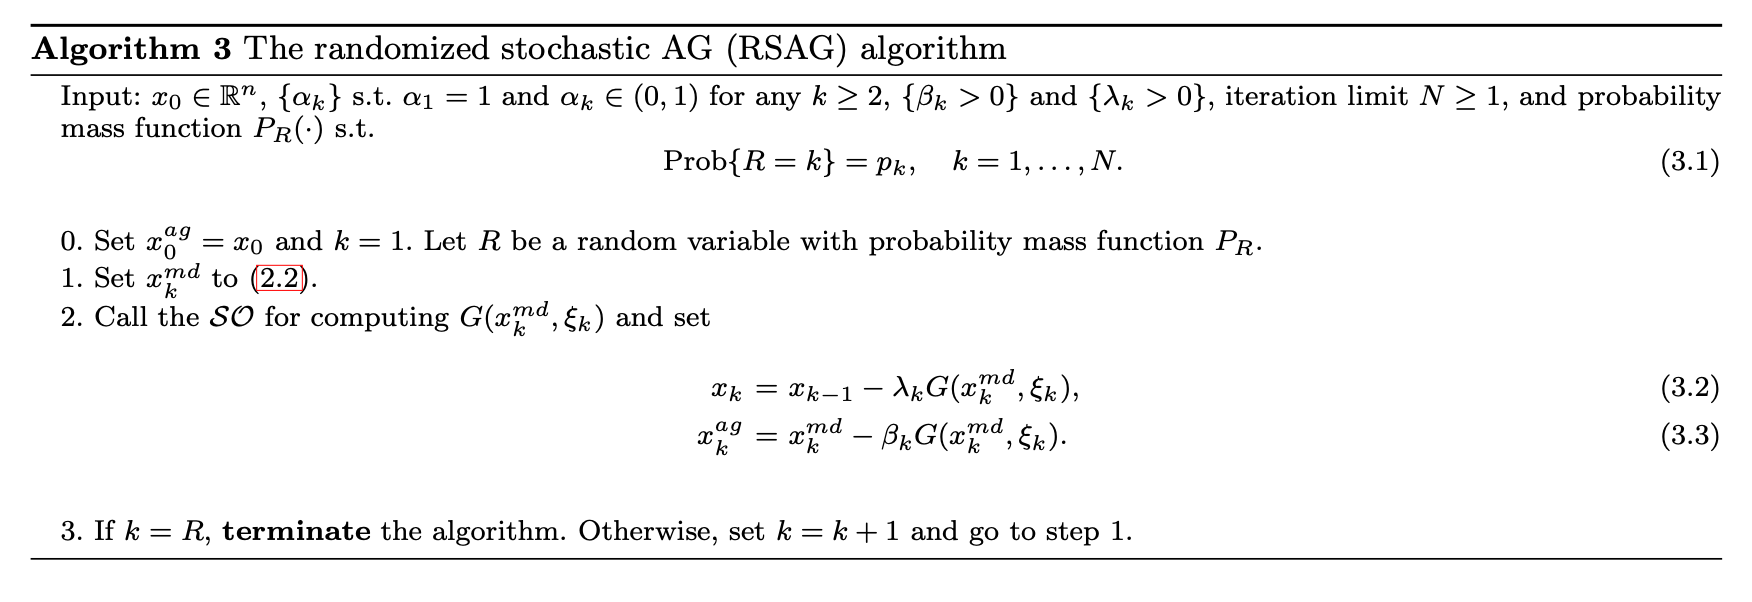 Algorithm 3 The randomized stochastic AG (RSAG) algorithm
Input: $x_0 \in \mathbb{R}^n$, $\{\alpha_k\}$ s.t. $\alpha_1 = 1$ and $\alpha_k \in (0, 1)$ for any $k \geq 2$, $\{\beta_k > 0\}$ and $\{\lambda_k > 0\}$, iteration limit $N \geq 1$, and probability
mass function $P_R(\cdot)$ s.t.
$\text{Prob}\{R = k\} = p_k, \quad k = 1, \ldots, N.$ (3.1)
0. Set $x_0^{ag} = x_0$ and $k = 1$. Let $R$ be a random variable with probability mass function $P_R$.
1. Set $x_k^{md}$ to (2.2).
2. Call the $\mathcal{SO}$ for computing $G(x_k^{md}, \xi_k)$ and set
$x_k = x_{k-1} - \lambda_k G(x_k^{md}, \xi_k),$ (3.2)
$x_k^{ag} = x_k^{md} - \beta_k G(x_k^{md}, \xi_k).$ (3.3)
3. If $k = R$, terminate the algorithm. Otherwise, set $k = k + 1$ and go to step 1.